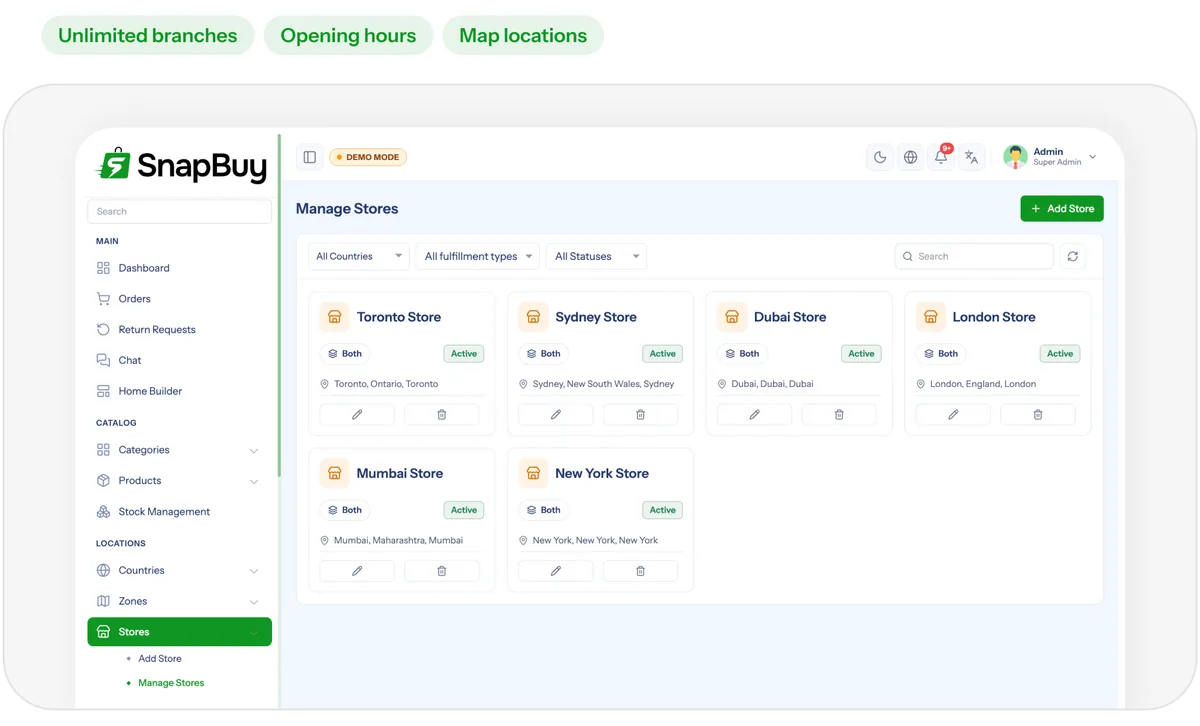 Unlimited branches Opening hours Map locations
SnapBuy
DEMO MODE
9+
Admin
Super Admin
Search
MAIN
Dashboard
Orders
Return Requests
Chat
Home Builder
CATALOG
Categories
Products
Stock Management
LOCATIONS
Countries
Zones
Stores
Add Store
Manage Stores
Manage Stores
+ Add Store
All Countries All fulfillment types All Statuses Search
Toronto Store
Both Active
Toronto, Ontario, Toronto
Sydney Store
Both Active
Sydney, New South Wales, Sydney
Dubai Store
Both Active
Dubai, Dubai, Dubai
London Store
Both Active
London, England, London
Mumbai Store
Both Active
Mumbai, Maharashtra, Mumbai
New York Store
Both Active
New York, New York, New York